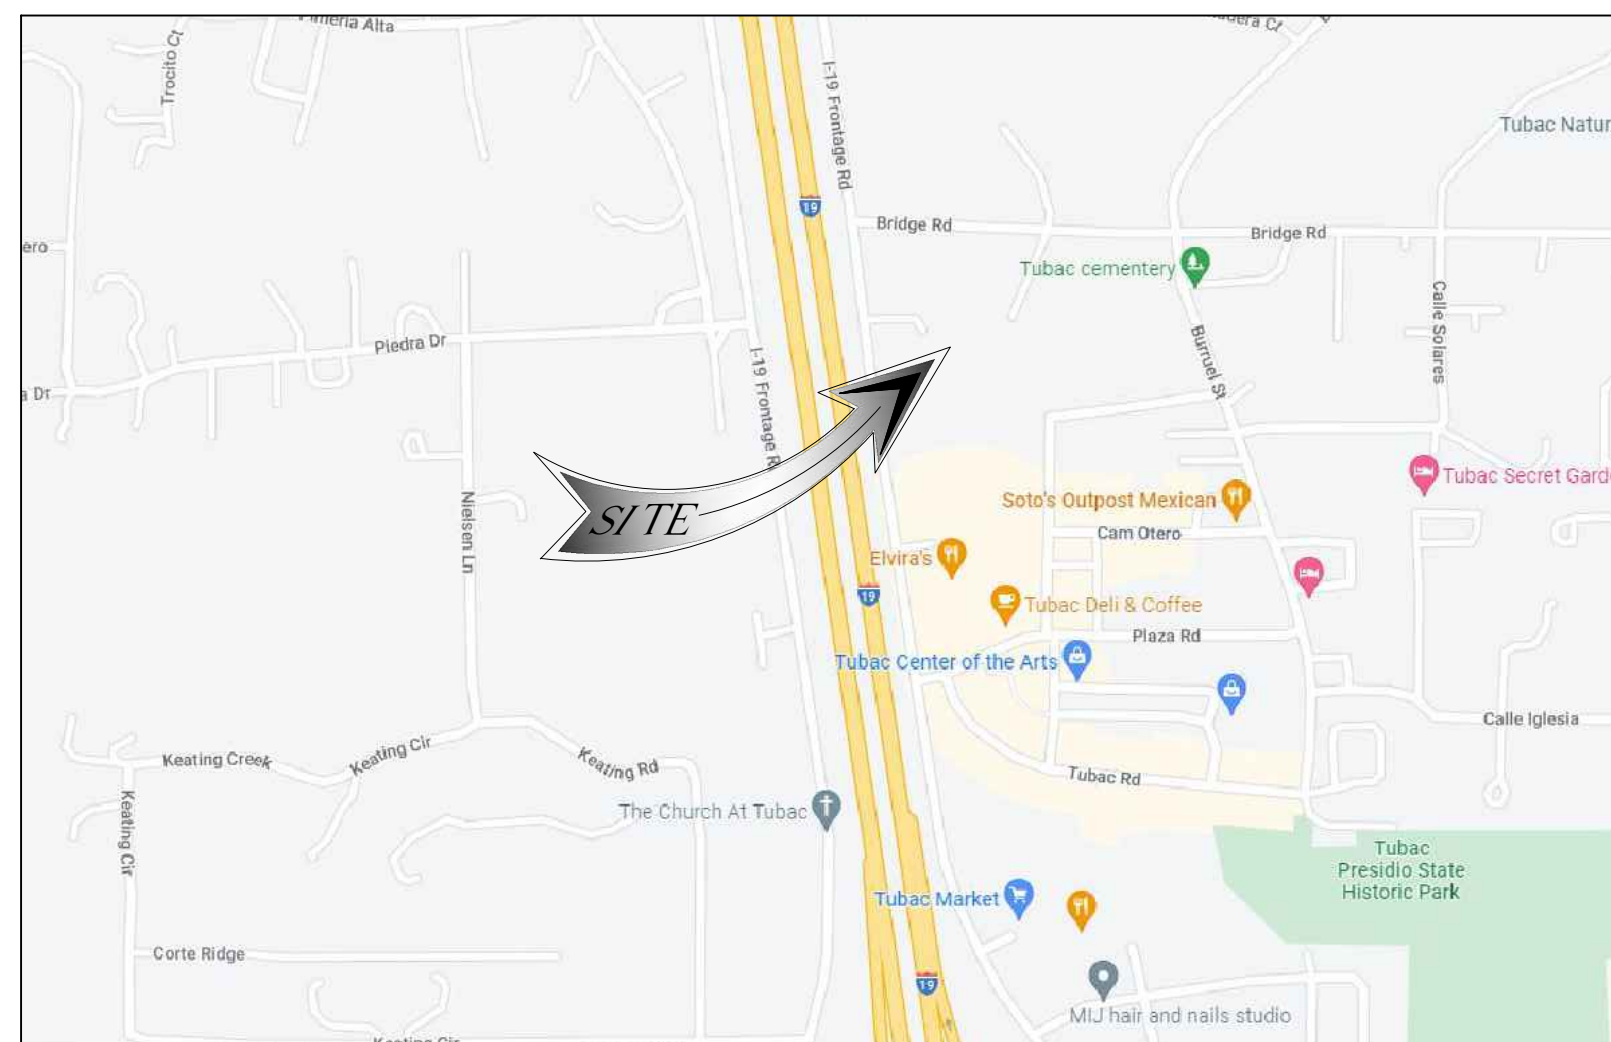 Alta
Trocito Ct
I-19 Frontage Rd
19
Tubac Natur
Bridge Rd
Bridge Rd
ero
Tubac cementery
Calle Solares
Piedra Dr
Burruel St
I-19 Frontage R
a Dr
Tubac Secret Gard
Nielsen Ln
Soto's Outpost Mexican
SITE
Cam Otero
Elvira's
19
Tubac Deli & Coffee
Plaza Rd
Tubac Center of the Arts
Calle Iglesia
Keating Creek
Keating Cir
Keating Rd
Tubac Rd
Keating Cir
The Church At Tubac
Tubac
Presidio State
Historic Park
Tubac Market
Corte Ridge
19
MIJ hair and nails studio